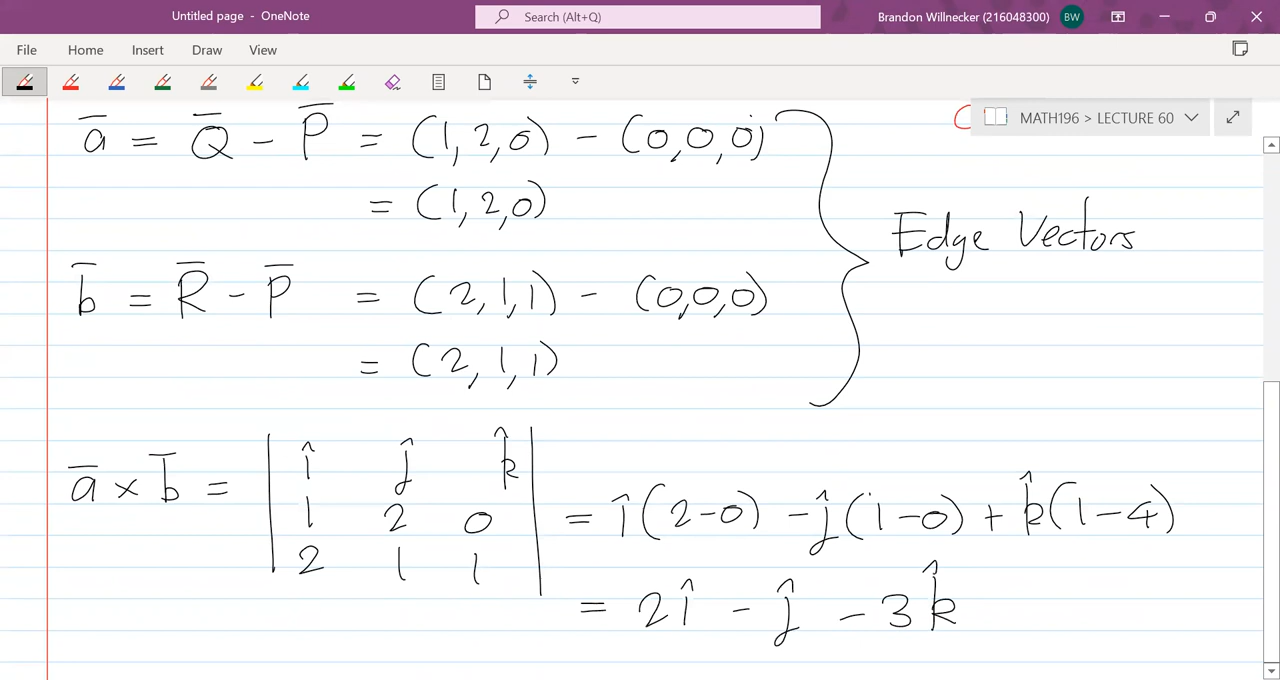 Untitled page - OneNote
Search (Alt+Q)
Brandon Willnecker (216048300)
BW
File Home Insert Draw View
MATH196 > LECTURE 60
a̅ = Q̅ - P̅ = (1,2,0) - (0,0,0)
= (1,2,0)
Edge Vectors
b̅ = R̅ - P̅ = (2,1,1) - (0,0,0)
= (2,1,1)
a̅ × b̅ = | î ĵ k̂ |
| 1 2 0 | = î(2-0) - ĵ(1-0) + k̂(1-4)
| 2 1 1 |
= 2î - ĵ - 3k̂